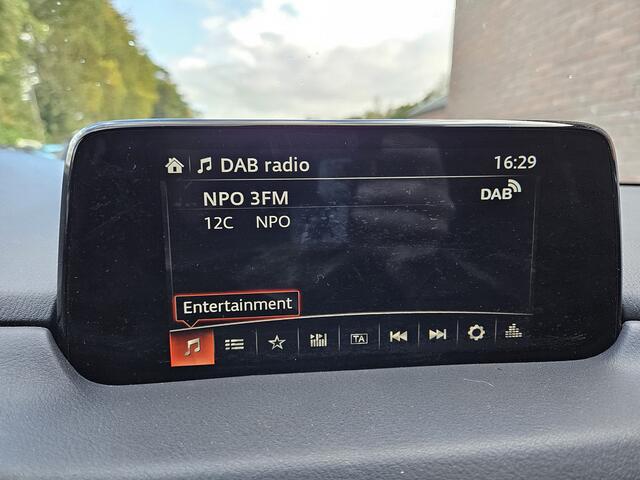 DAB radio 16:29
NPO 3FM DAB
12C NPO
Entertainment
TA